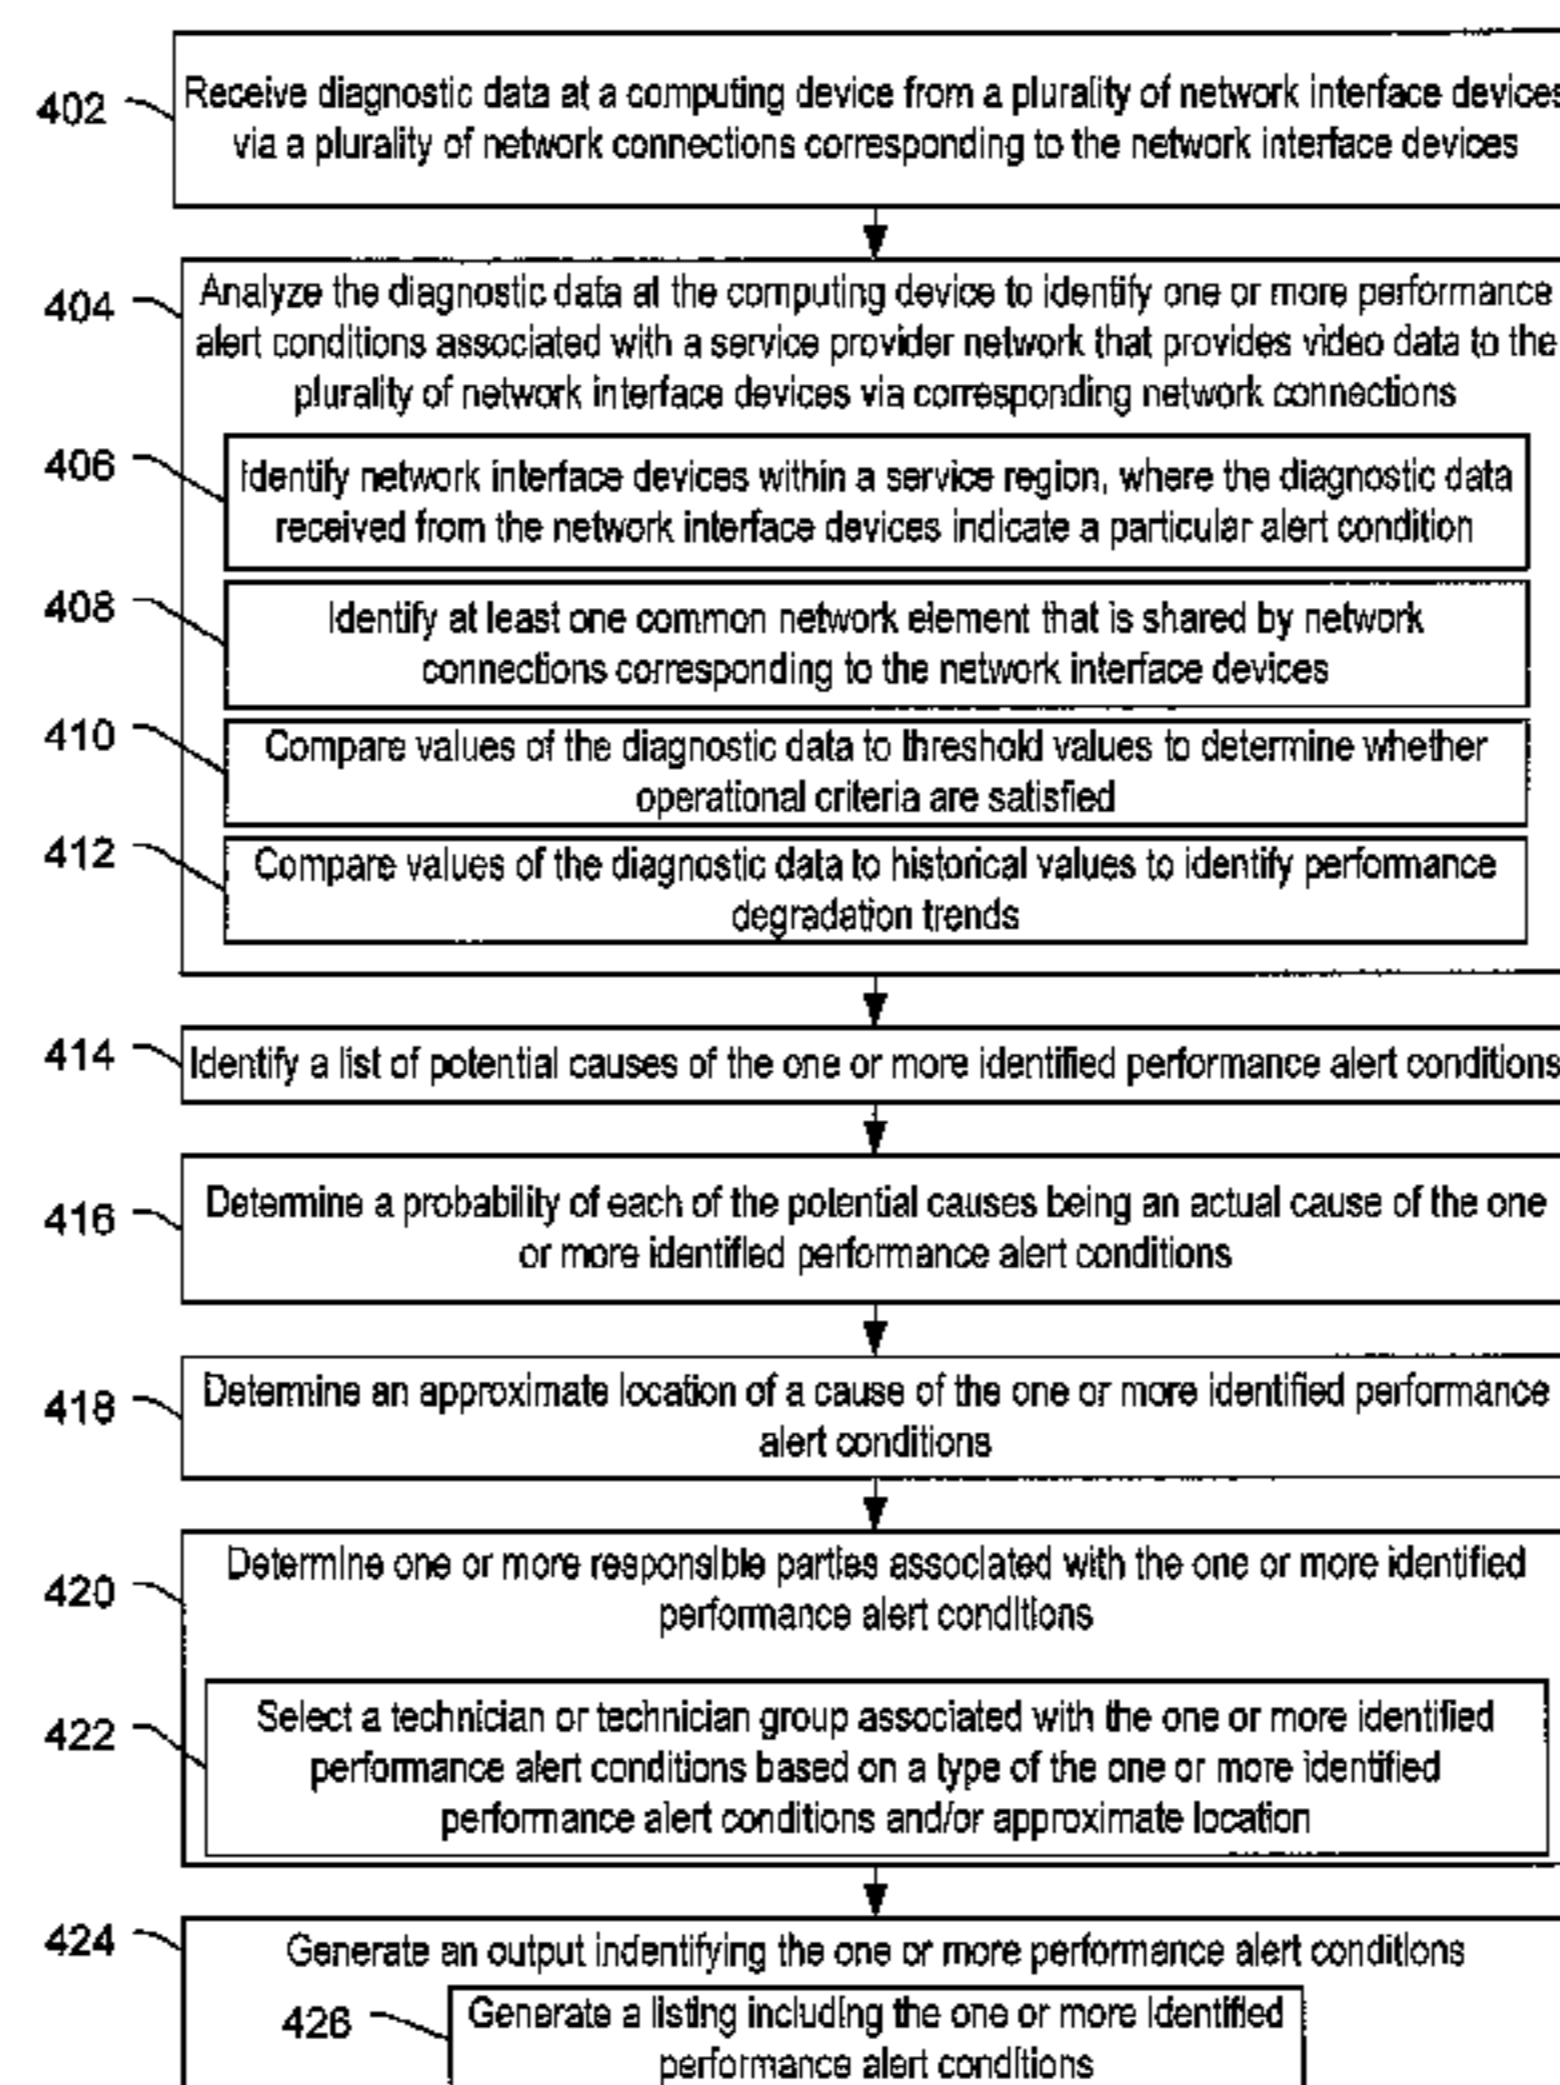 402
Receive diagnostic data at a computing device from a plurality of network interface devices
via a plurality of network connections corresponding to the network interface devices
404
Analyze the diagnostic data at the computing device to identify one or more performance
alert conditions associated with a service provider network that provides video data to the
plurality of network interface devices via corresponding network connections
406
Identify network interface devices within a service region, where the diagnostic data
received from the network interface devices indicate a particular alert condition
408
Identify at least one common network element that is shared by network
connections corresponding to the network interface devices
410
Compare values of the diagnostic data to threshold values to determine whether
operational criteria are satisfied
412
Compare values of the diagnostic data to historical values to identify performance
degradation trends
414
Identify a list of potential causes of the one or more identified performance alert conditions
416
Determine a probability of each of the potential causes being an actual cause of the one
or more identified performance alert conditions
418
Determine an approximate location of a cause of the one or more identified performance
alert conditions
420
Determine one or more responsible parties associated with the one or more identified
performance alert conditions
422
Select a technician or technician group associated with the one or more identified
performance alert conditions based on a type of the one or more identified
performance alert conditions and/or approximate location
424
Generate an output indentifying the one or more performance alert conditions
426
Generate a listing including the one or more identified
performance alert conditions